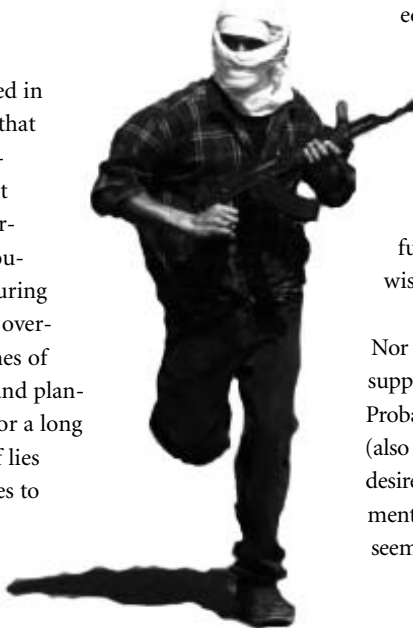 ed in
that
-
t
r-
ou-
uring
over-
nes of
and plan-
or a long
f lies
es to
ec
fu
wis
Nor
supp
Proba
(also
desire
ment
seem